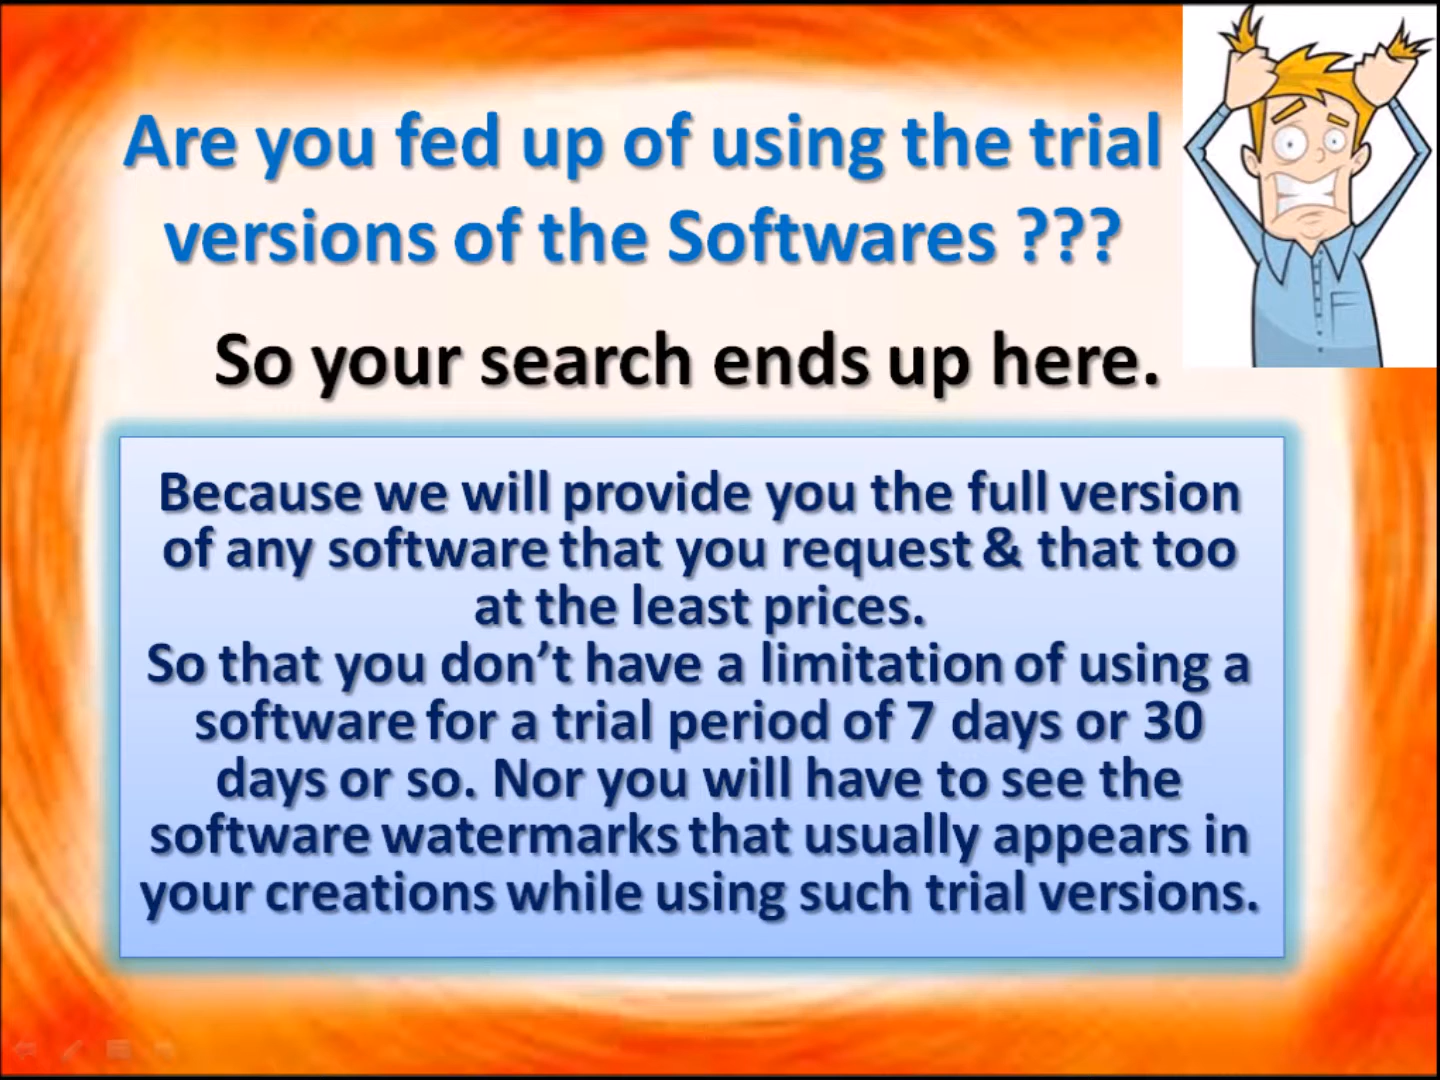 Are you fed up of using the trial
versions of the Softwares ???
So your search ends up here.
Because we will provide you the full version
of any software that you request & that too
at the least prices.
So that you don’t have a limitation of using a
software for a trial period of 7 days or 30
days or so. Nor you will have to see the
software watermarks that usually appears in
your creations while using such trial versions.